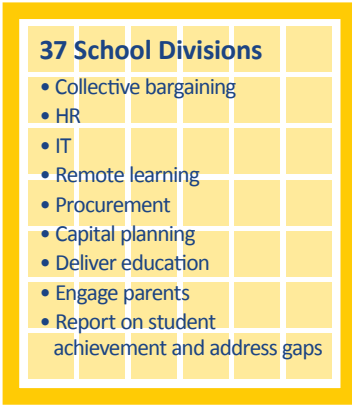 37 School Divisions
• Collective bargaining
• HR
• IT
• Remote learning
• Procurement
• Capital planning
• Deliver education
• Engage parents
• Report on student
achievement and address gaps